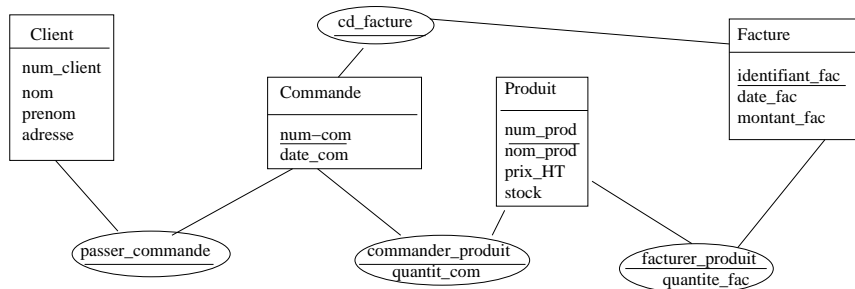 cd_facture
Client
num_client
nom
prenom
adresse
Commande
num-com
date_com
Produit
num_prod
nom_prod
prix_HT
stock
Facture
identifiant_fac
date_fac
montant_fac
passer_commande
commander_produit
quantit_com
facturer_produit
quantite_fac